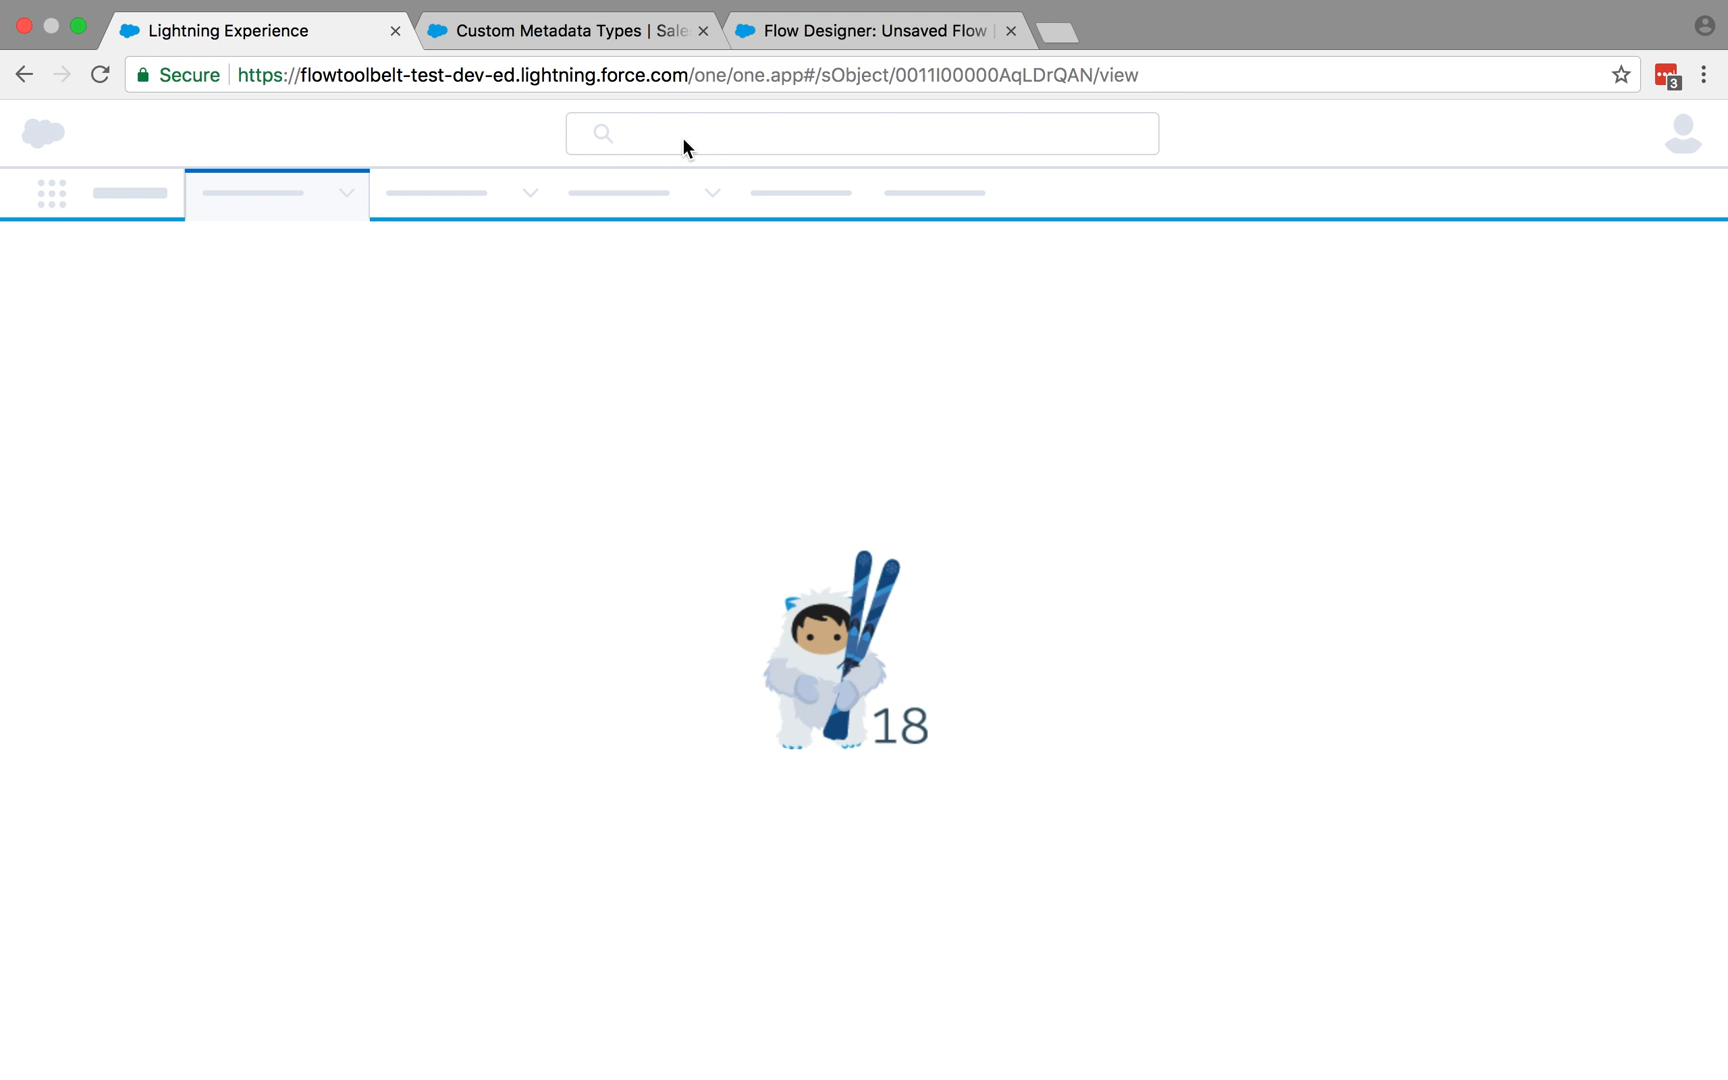 Lightning Experience
Custom Metadata Types | Sale
Flow Designer: Unsaved Flow
Secure
https://flowtoolbelt-test-dev-ed.lightning.force.com/one/one.app#/sObject/0011I00000AqLDrQAN/view
3
18